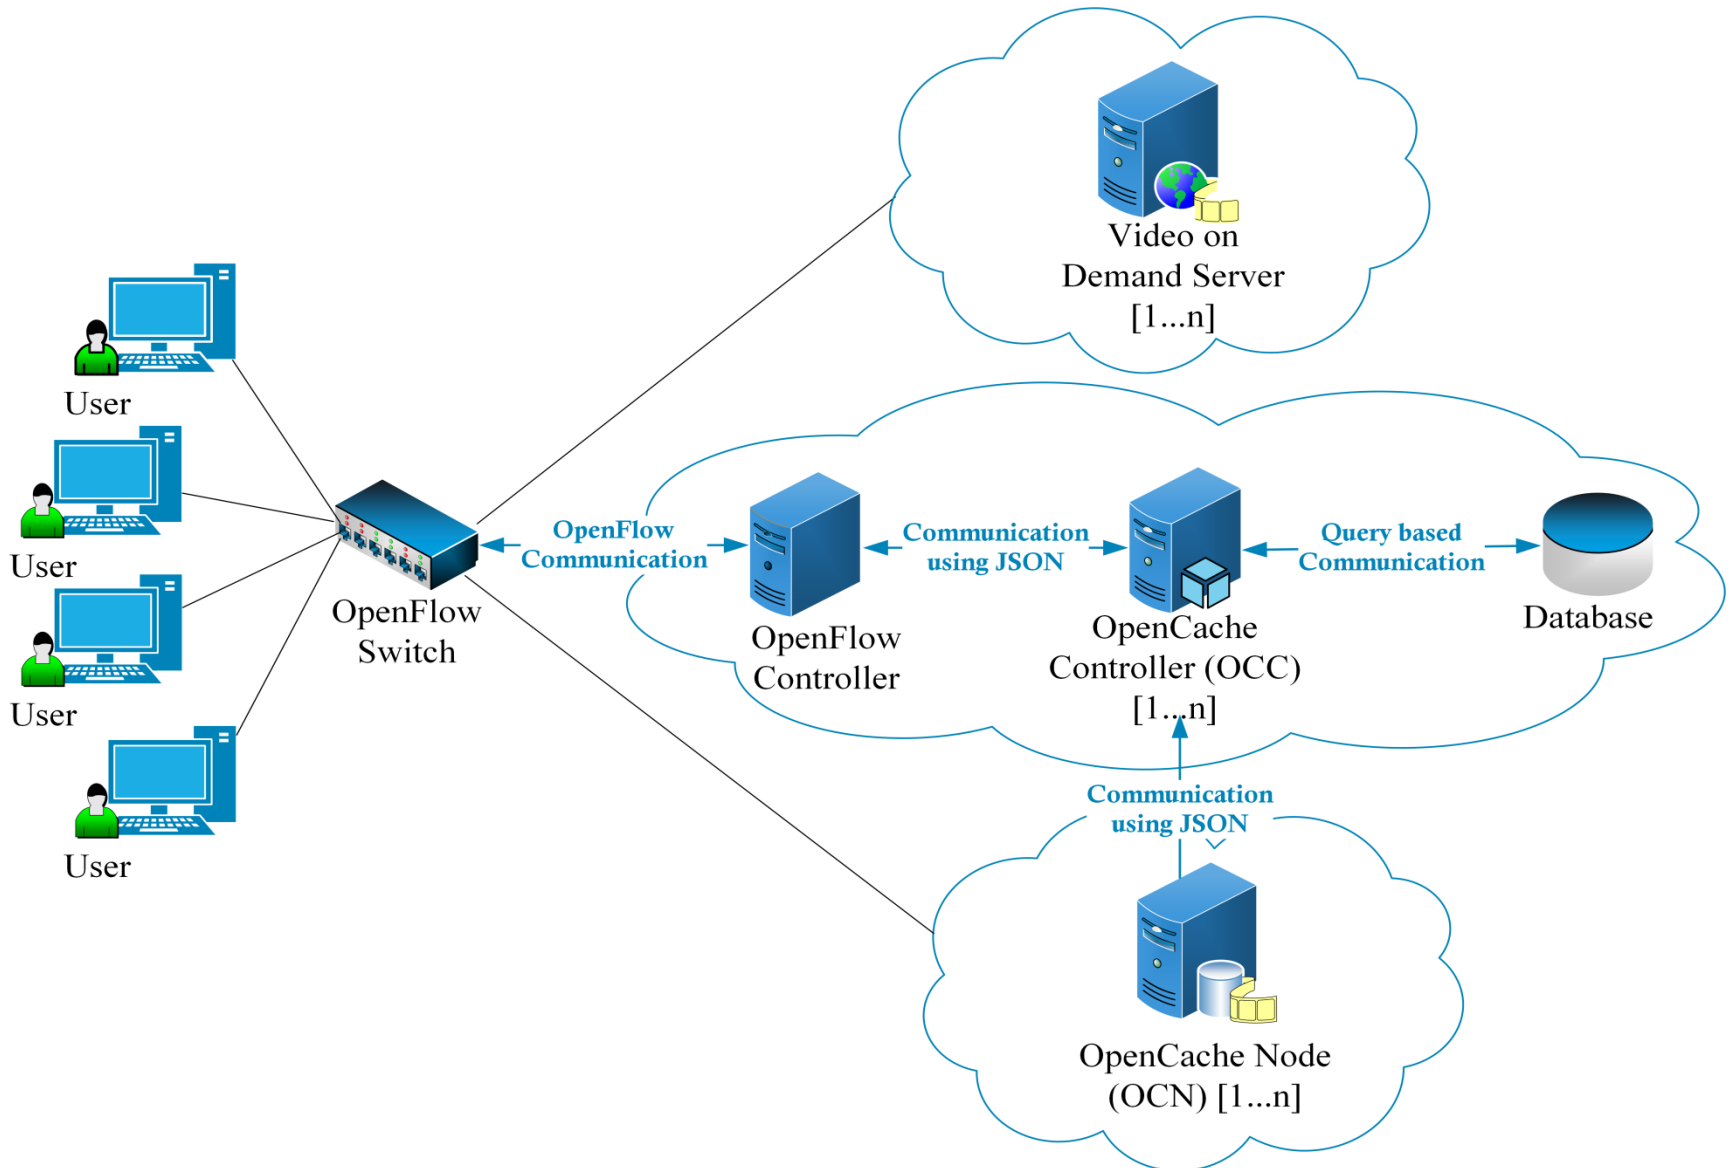 Video on
Demand Server
[1...n]
User
User
User
User
OpenFlow
Switch
OpenFlow
Communication
OpenFlow
Controller
Communication
using JSON
OpenCache
Controller (OCC)
[1...n]
Query based
Communication
Database
Communication
using JSON
OpenCache Node
(OCN) [1...n]